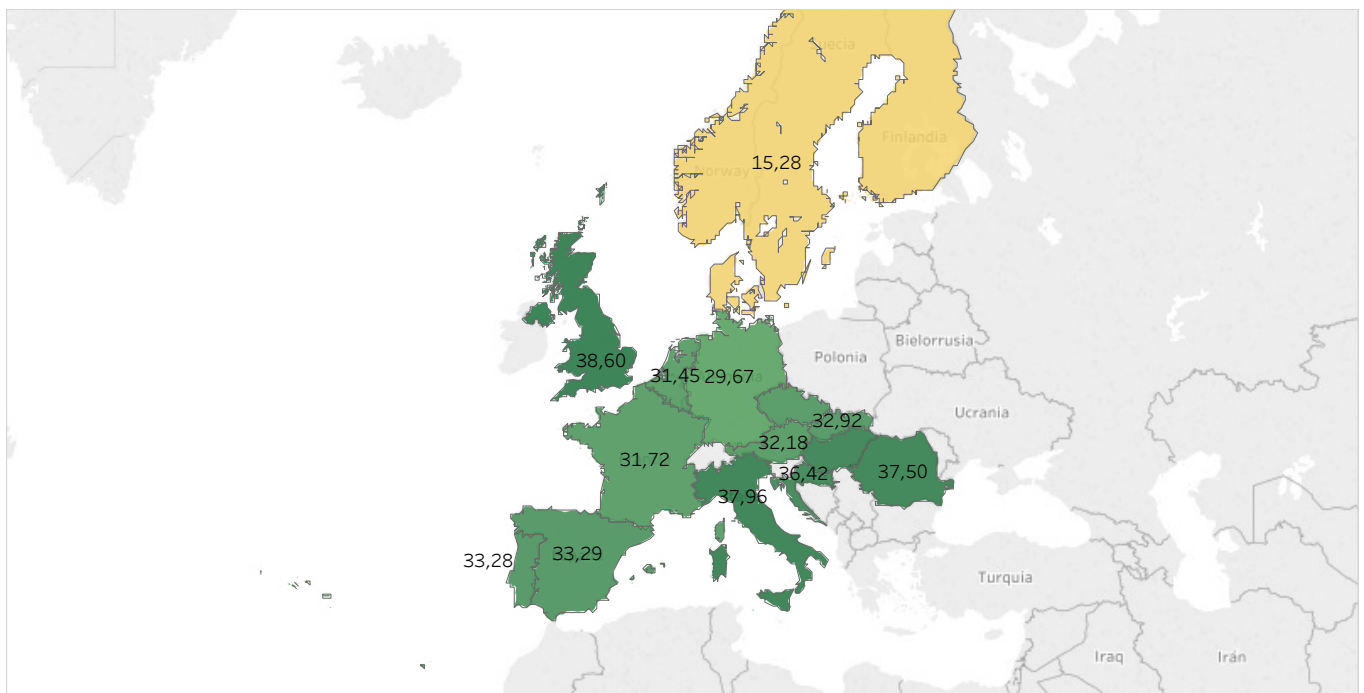 uecia
Finlandia
15,28
Norway
38,60
31,45
29,67
Polonia
Bielorrusia
Ucrania
32,92
32,18
31,72
36,42
37,50
37,96
33,28
33,29
Turquía
Iraq
Irán